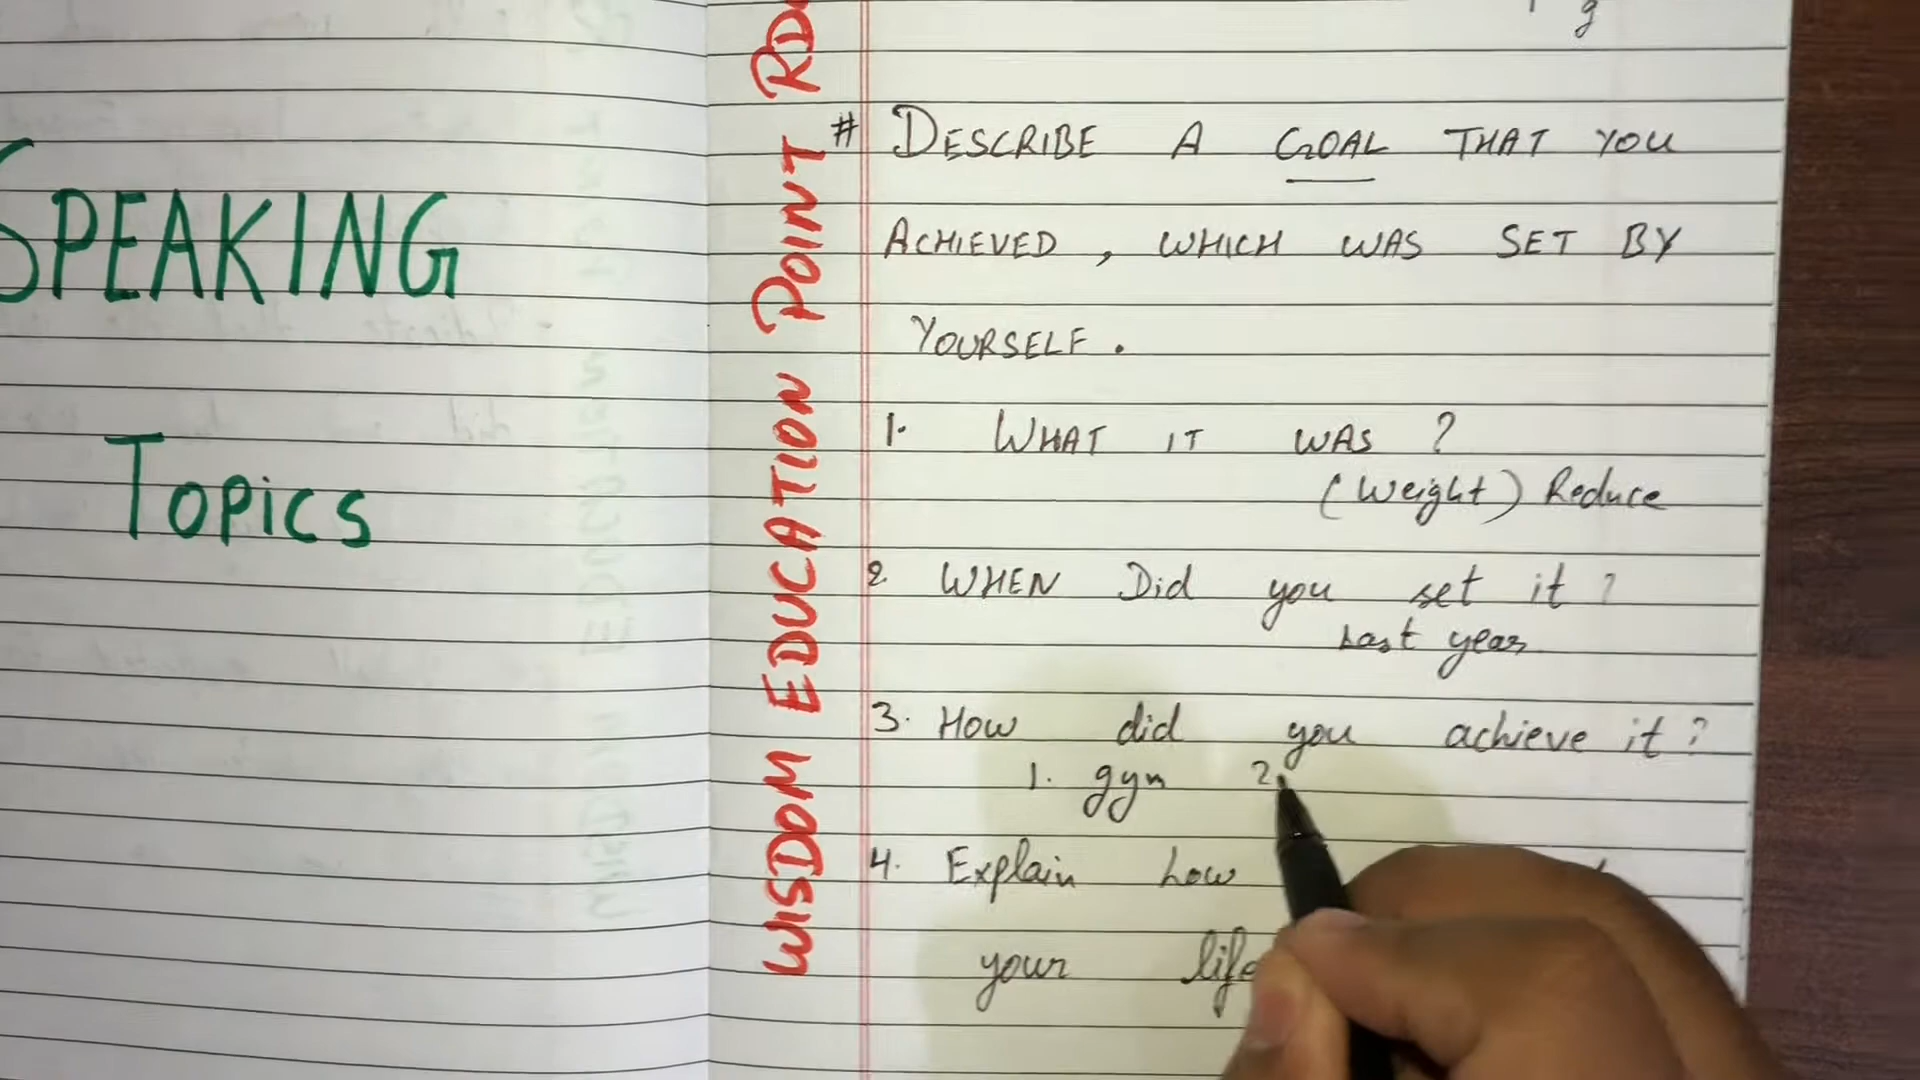 SPEAKING
Topics
WISDOM EDUCATION POINT
# DESCRIBE A GOAL THAT YOU
ACHIEVED, WHICH WAS SET BY
YOURSELF.
1. WHAT IT WAS ?
(Weight) Reduce
2 WHEN Did you set it ?
Last year
3. How did you achieve it ?
1. gym 2
4. Explain how
your life